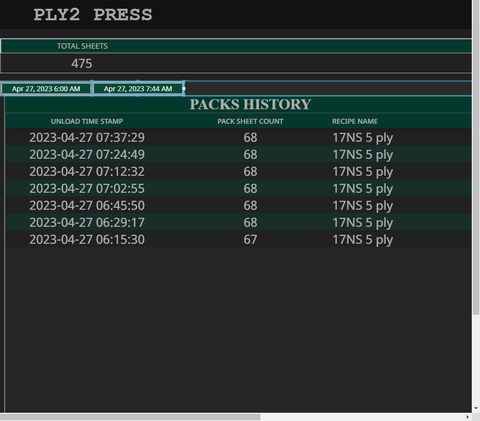 PLY2 PRESS
TOTAL SHEETS
475
Apr 27, 2023 6:00 AM Apr 27, 2023 7:44 AM
PACKS HISTORY
UNLOAD TIME STAMP PACK SHEET COUNT RECIPE NAME
2023-04-27 07:37:29 68 17NS 5 ply
2023-04-27 07:24:49 68 17NS 5 ply
2023-04-27 07:12:32 68 17NS 5 ply
2023-04-27 07:02:55 68 17NS 5 ply
2023-04-27 06:45:50 68 17NS 5 ply
2023-04-27 06:29:17 68 17NS 5 ply
2023-04-27 06:15:30 67 17NS 5 ply